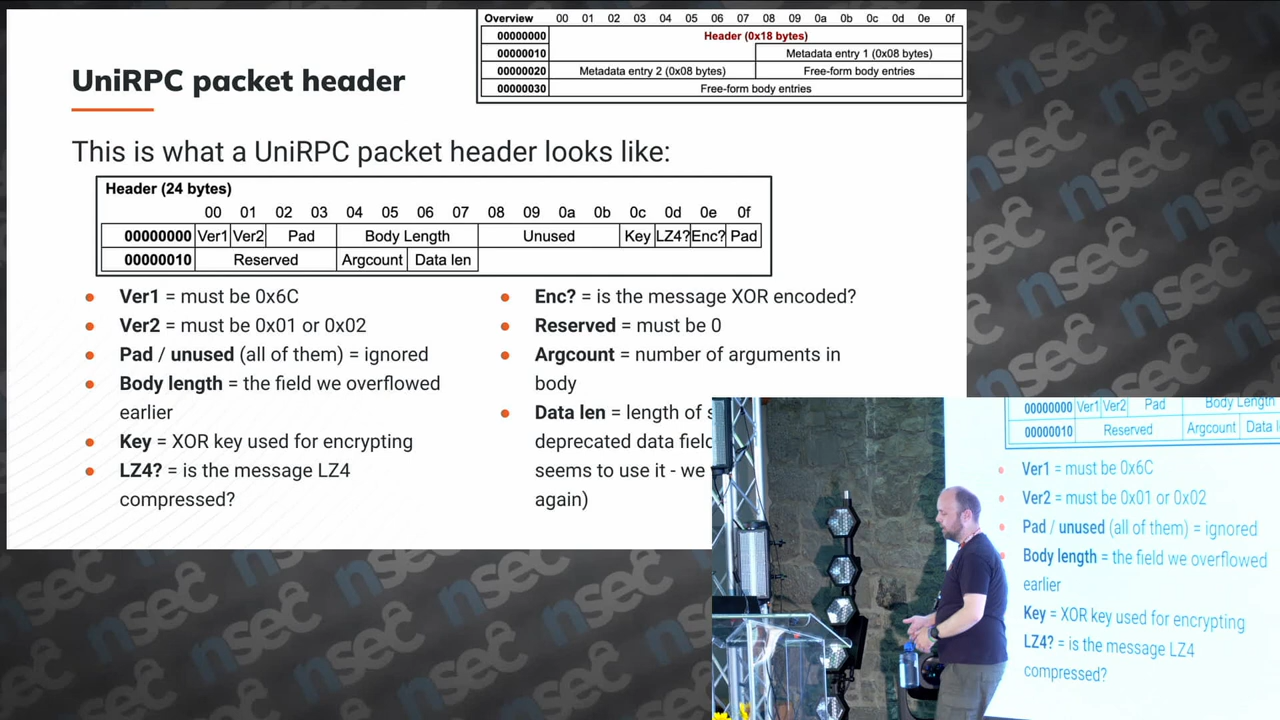 UniRPC packet header
Overview 00 01 02 03 04 05 06 07 08 09 0a 0b 0c 0d 0e 0f
00000000 Header (0x18 bytes)
00000010 Metadata entry 1 (0x08 bytes)
00000020 Metadata entry 2 (0x08 bytes) Free-form body entries
00000030 Free-form body entries
This is what a UniRPC packet header looks like:
Header (24 bytes)
00 01 02 03 04 05 06 07 08 09 0a 0b 0c 0d 0e 0f
00000000 Ver1 Ver2 Pad Body Length Unused Key LZ4? Enc? Pad
00000010 Reserved Argcount Data len
Ver1 = must be 0x6C
Ver2 = must be 0x01 or 0x02
Pad / unused (all of them) = ignored
Body length = the field we overflowed
earlier
Key = XOR key used for encrypting
LZ4? = is the message LZ4
compressed?
Enc? = is the message XOR encoded?
Reserved = must be 0
Argcount = number of arguments in
body
Data len = length of
deprecated data
seems to use it - we
again)
00000000 Ver1 Ver2 Pad Body Length
00000010 Reserved Argcount Data
Ver1 = must be 0x6C
Ver2 = must be 0x01 or 0x02
Pad / unused (all of them) = ignored
Body length = the field we overflowed
earlier
Key = XOR key used for encrypting
LZ4? = is the message LZ4
compressed?
nsec